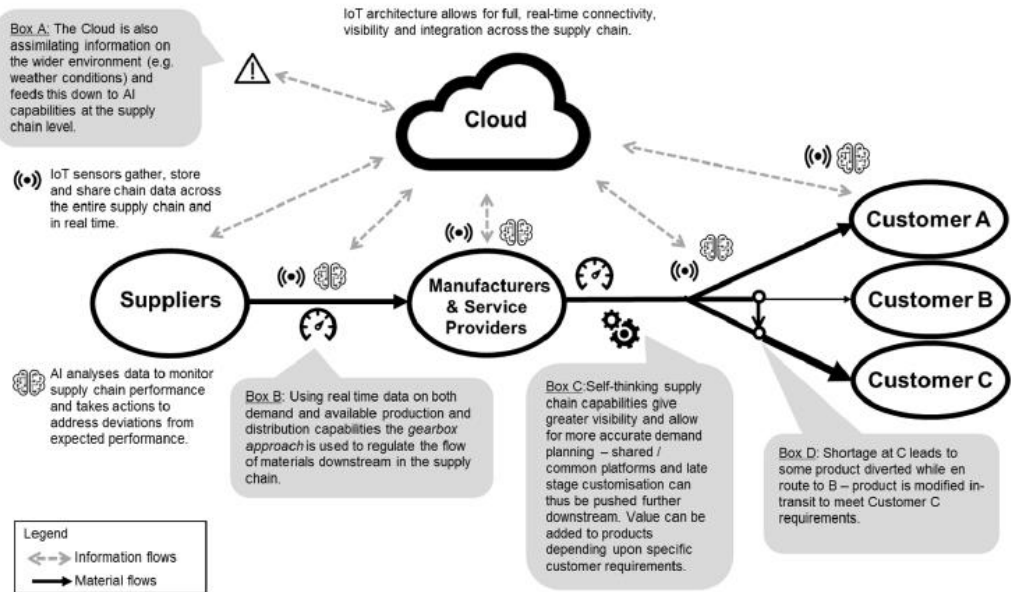 IoT architecture allows for full, real-time connectivity,
visibility and integration across the supply chain.
Box A: The Cloud is also
assimilating information on
the wider environment (e.g.
weather conditions) and
feeds this down to AI
capabilities at the supply
chain level.
Cloud
IoT sensors gather, store
and share chain data across
the entire supply chain and
in real time.
Suppliers
Manufacturers
& Service
Providers
Customer A
Customer B
Customer C
AI analyses data to monitor
supply chain performance
and takes actions to
address deviations from
expected performance.
Box B: Using real time data on both
demand and available production and
distribution capabilities the gearbox
approach is used to regulate the flow
of materials downstream in the supply
chain.
Box C:Self-thinking supply
chain capabilities give
greater visibility and allow
for more accurate demand
planning – shared /
common platforms and late
stage customisation can
thus be pushed further
downstream. Value can be
added to products
depending upon specific
customer requirements.
Box D: Shortage at C leads to
some product diverted while en
route to B – product is modified in-
transit to meet Customer C
requirements.
Legend
Information flows
Material flows